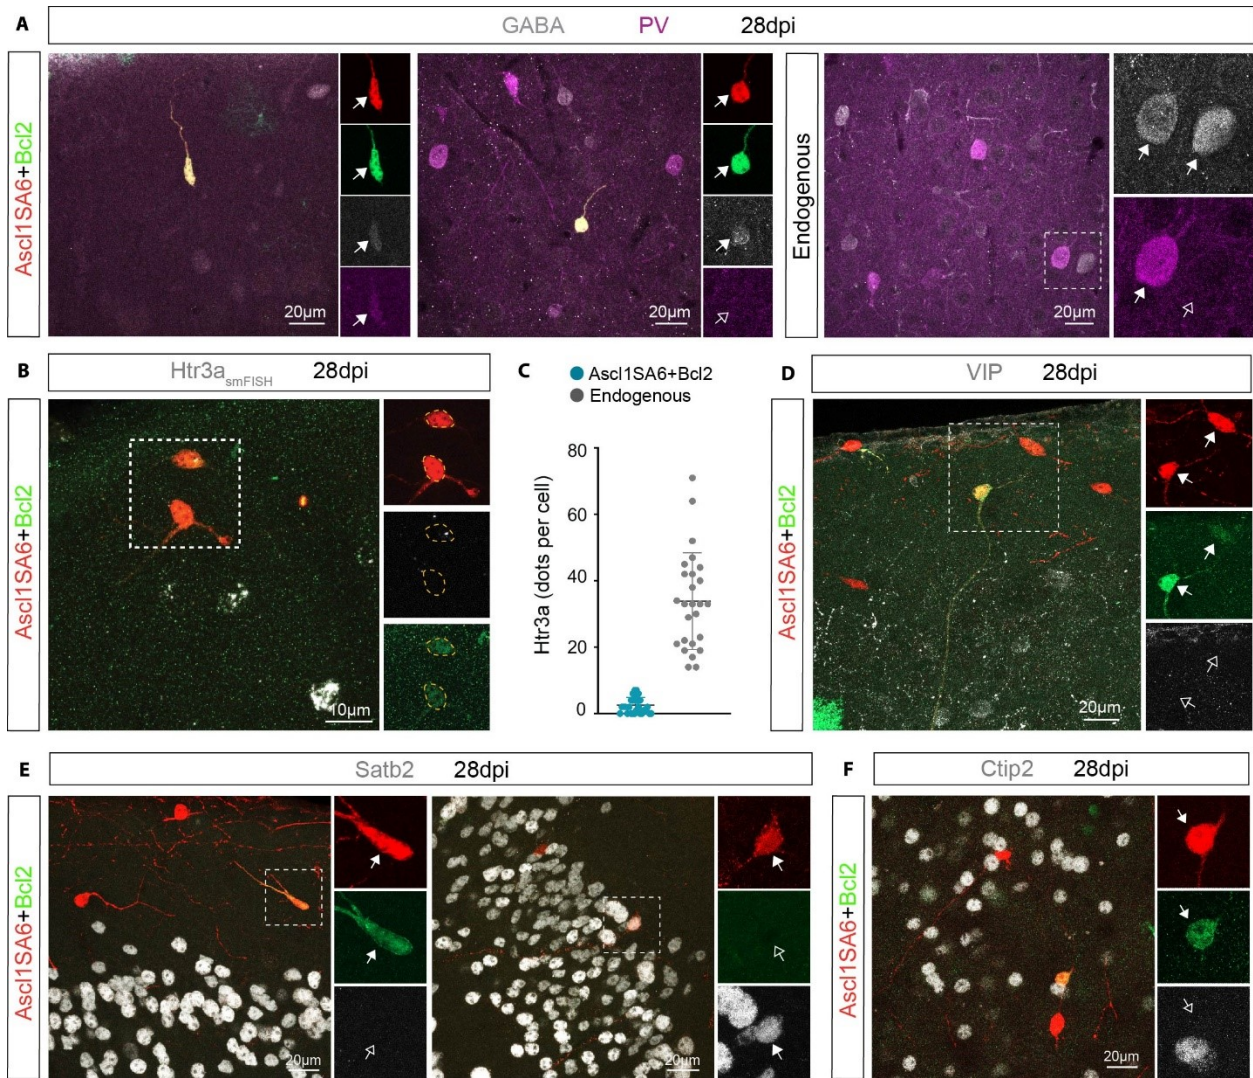 A
GABA PV 28dpi
Ascl1SA6+Bcl2
20µm
20µm
Endogenous
20µm
B
Htr3a smFISH 28dpi
Ascl1SA6+Bcl2
10µm
C
Ascl1SA6+Bcl2
Endogenous
Htr3a (dots per cell)
80
60
40
20
0
D
VIP 28dpi
Ascl1SA6+Bcl2
20µm
E
Satb2 28dpi
Ascl1SA6+Bcl2
20µm
20µm
F
Ctip2 28dpi
Ascl1SA6+Bcl2
20µm